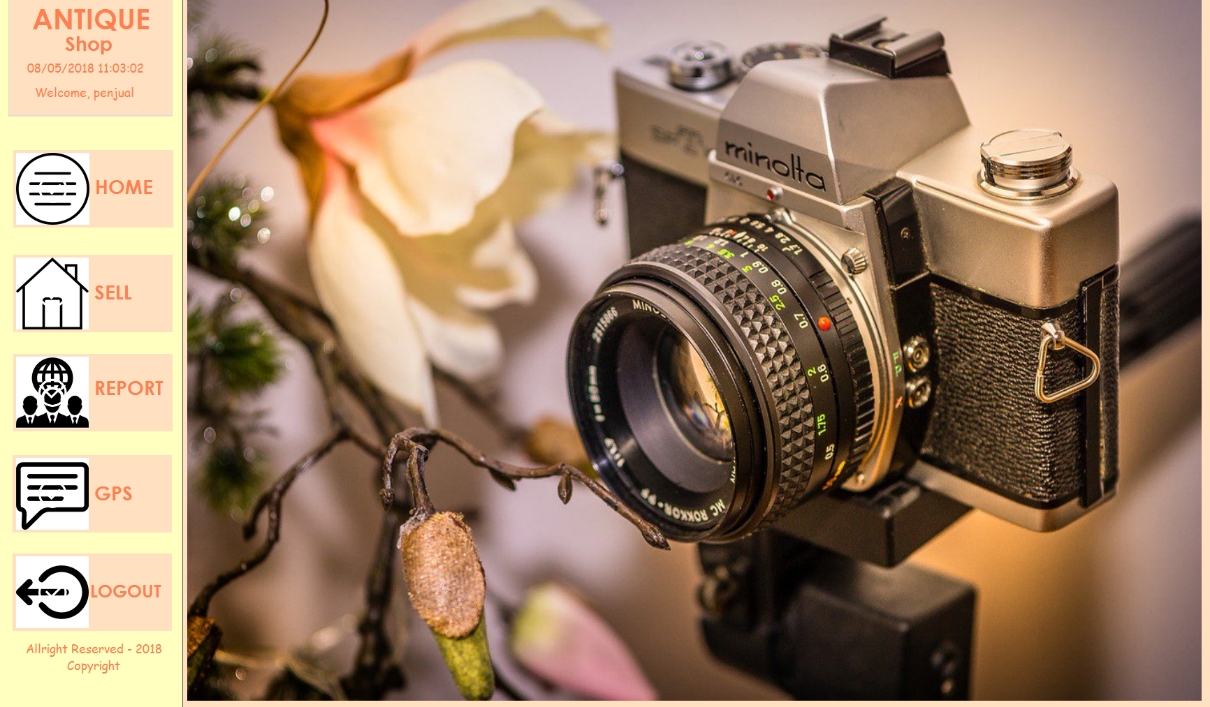 ANTIQUE
Shop
08/05/2018 11:03:02
Welcome, penjual
HOME
SELL
REPORT
GPS
LOGOUT
Allright Reserved - 2018
Copyright
minolta
MC ROKKOR-PF